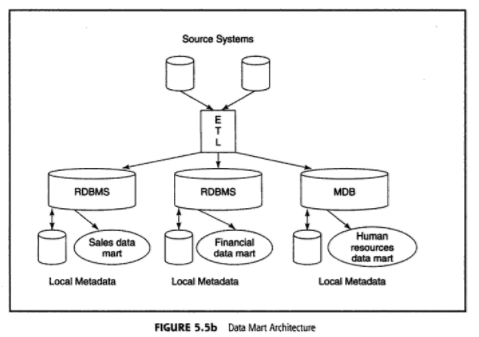 Source Systems
E
T
L
RDBMS
RDBMS
MDB
Sales data
mart
Financial
data mart
Human
resources
data mart
Local Metadata
Local Metadata
Local Metadata
FIGURE 5.5b Data Mart Architecture